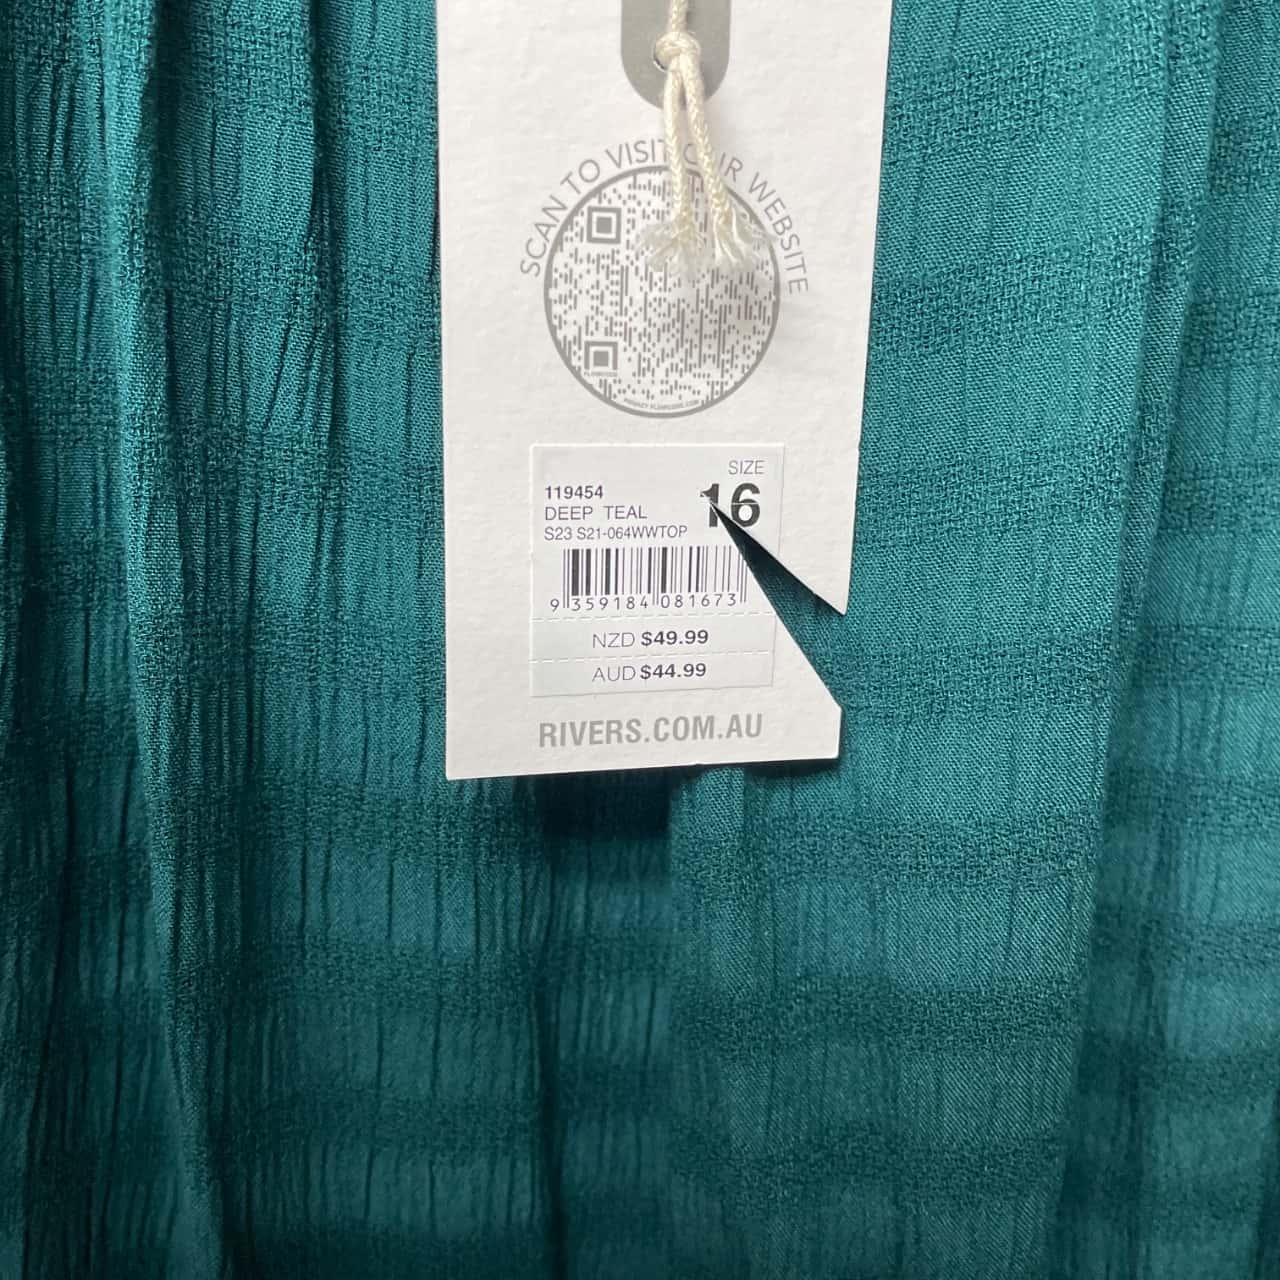 SCAN TO VISIT OUR WEBSITE
SIZE
16
119454
DEEP TEAL
S23 S21-064WWTOP
9 359184 081673
NZD $49.99
AUD $44.99
RIVERS.COM.AU